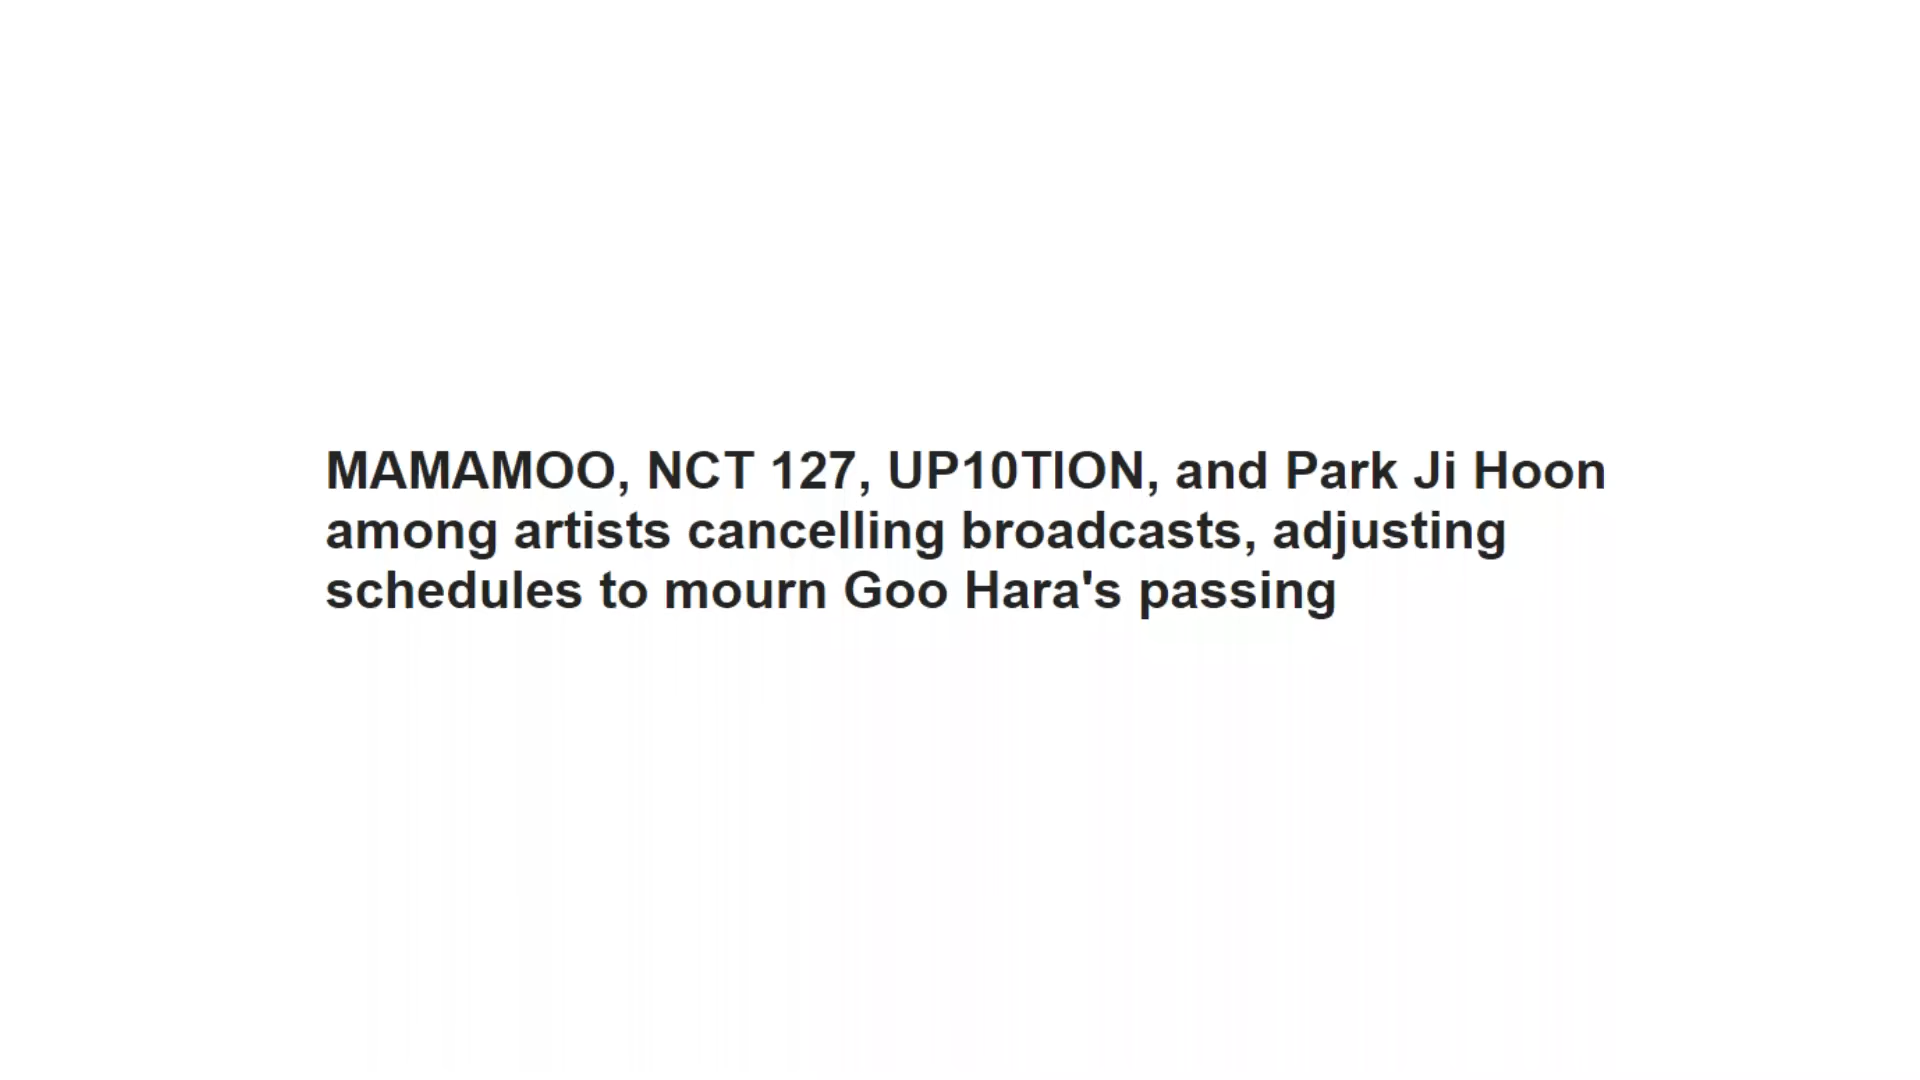 MAMAMOO, NCT 127, UP10TION, and Park Ji Hoon
among artists cancelling broadcasts, adjusting
schedules to mourn Goo Hara's passing